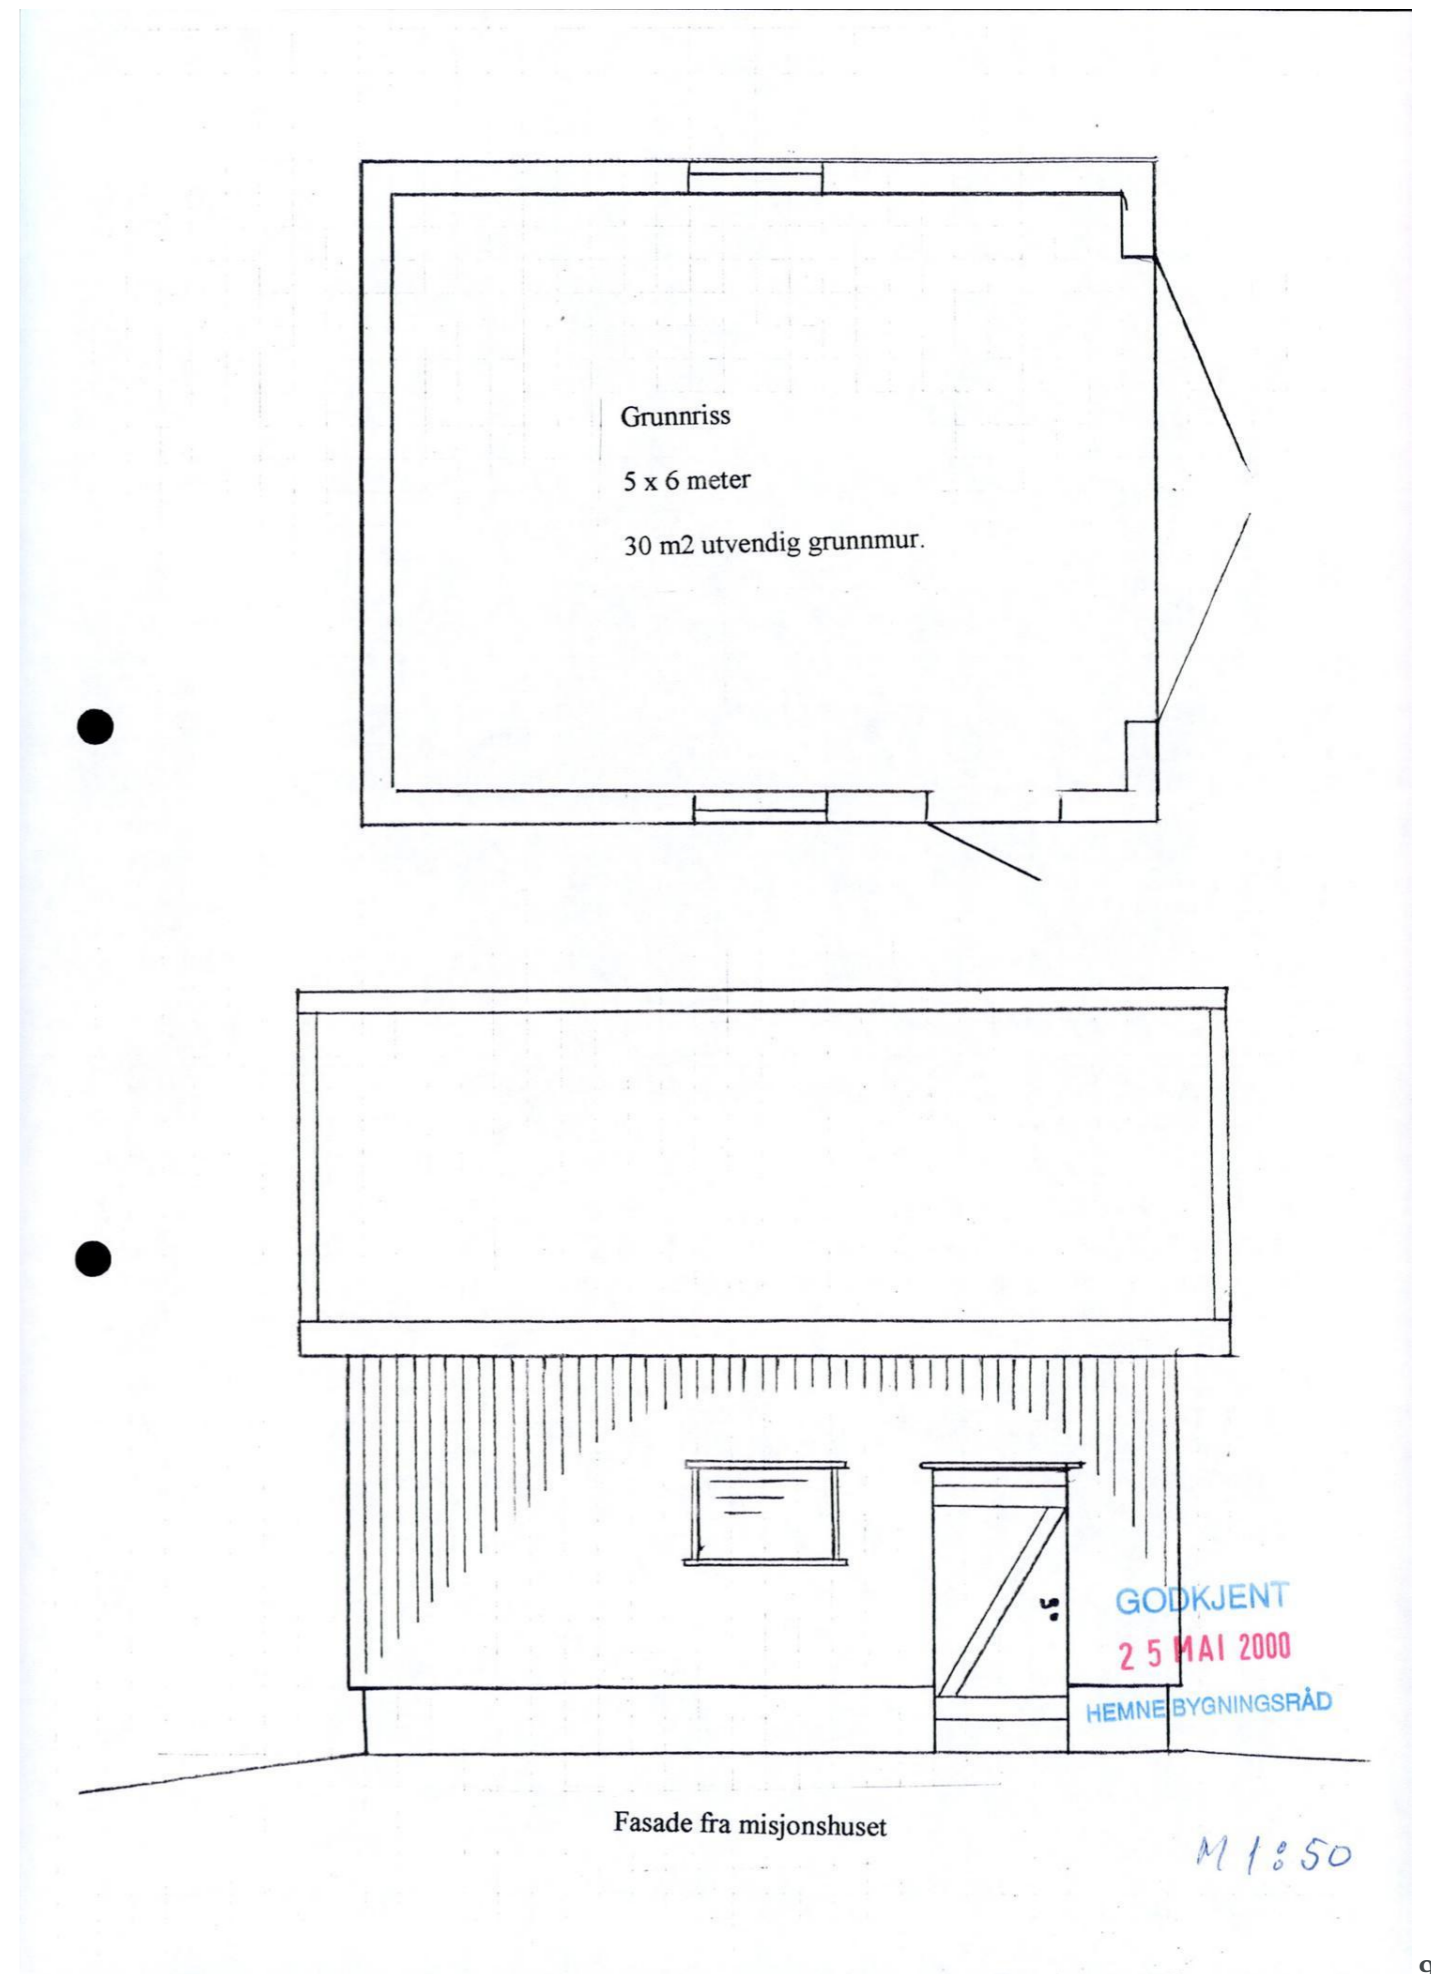 Grunnriss
5 x 6 meter
30 m2 utvendig grunnmur.
GODKJENT
25 MAI 2000
HEMNE BYGNINGSRÅD
Fasade fra misjonshuset
M 1:50